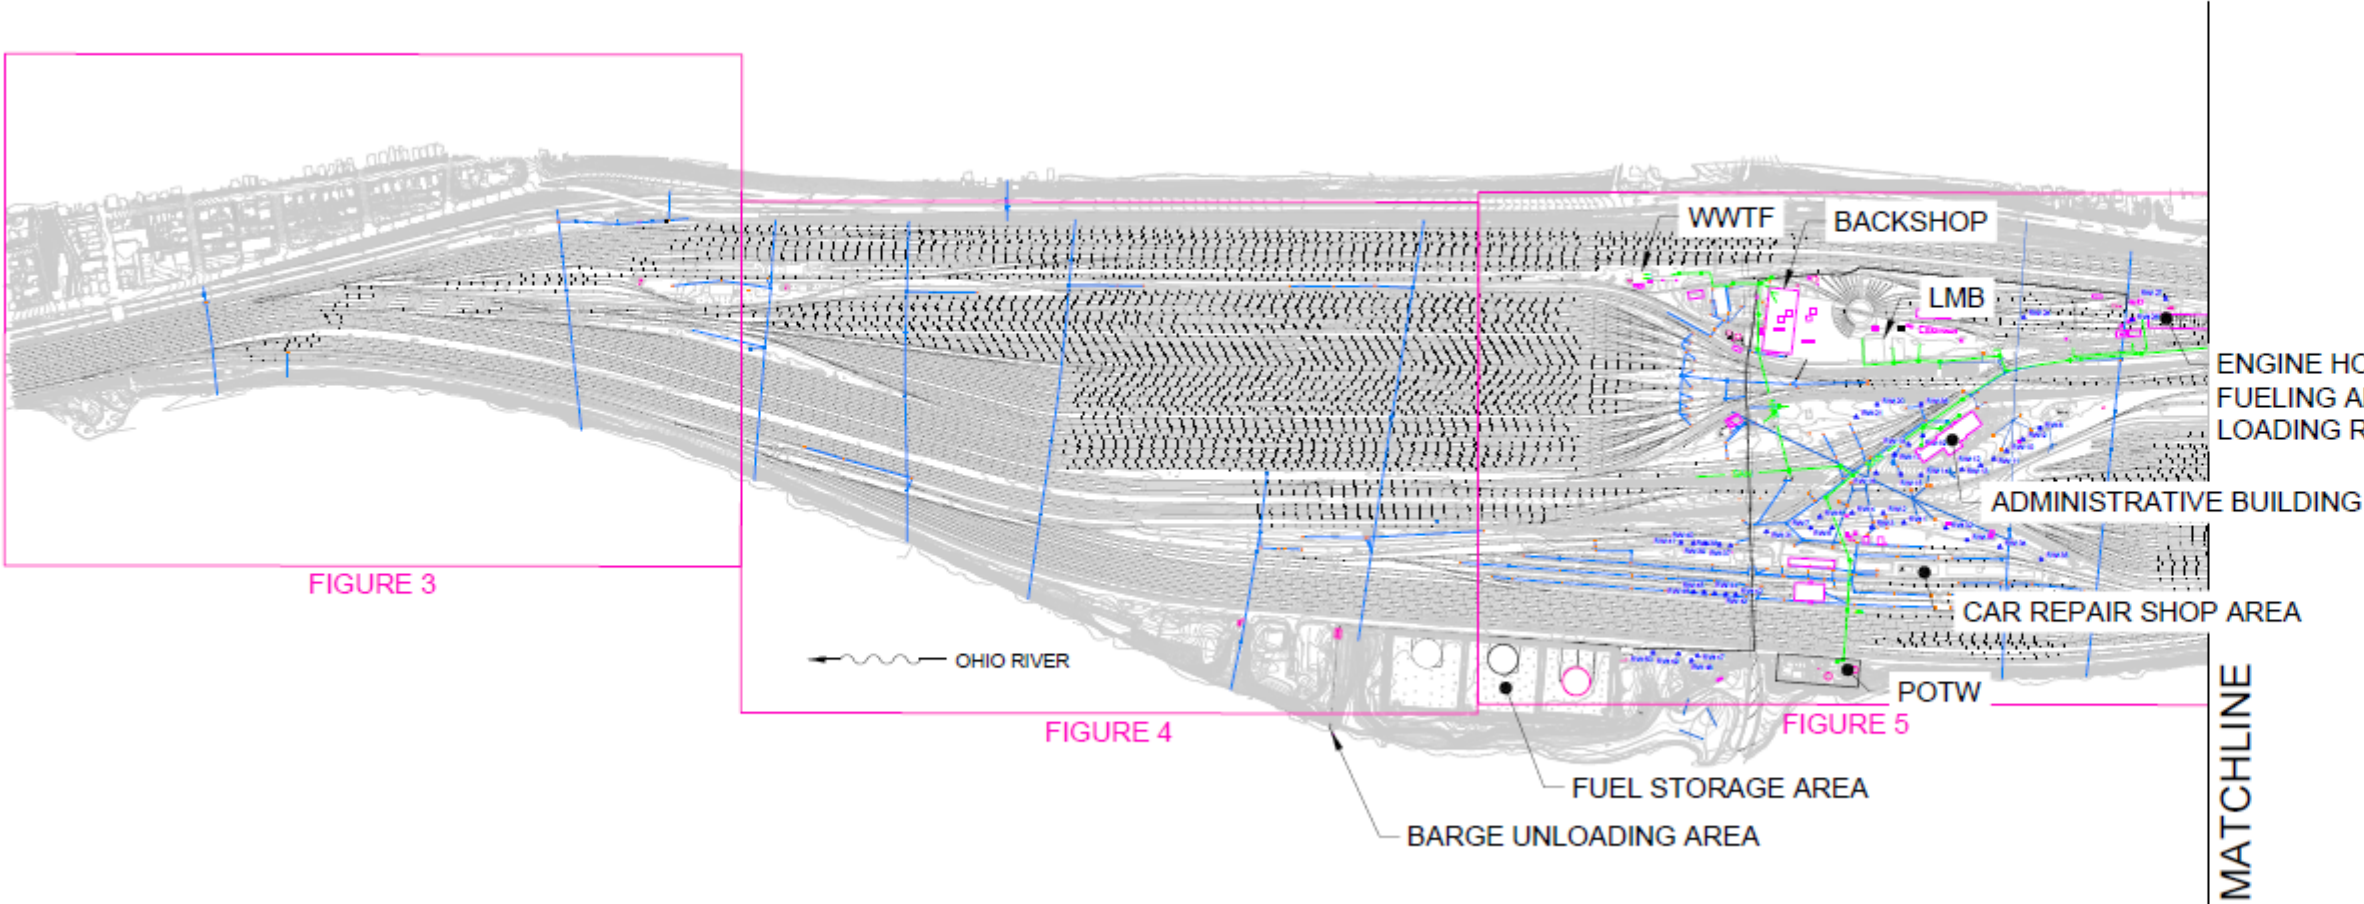 WWTF
BACKSHOP
LMB
ENGINE HO
FUELING A
LOADING R
ADMINISTRATIVE BUILDING
FIGURE 3
CAR REPAIR SHOP AREA
OHIO RIVER
POTW
FIGURE 4
FIGURE 5
FUEL STORAGE AREA
BARGE UNLOADING AREA
MATCHLINE